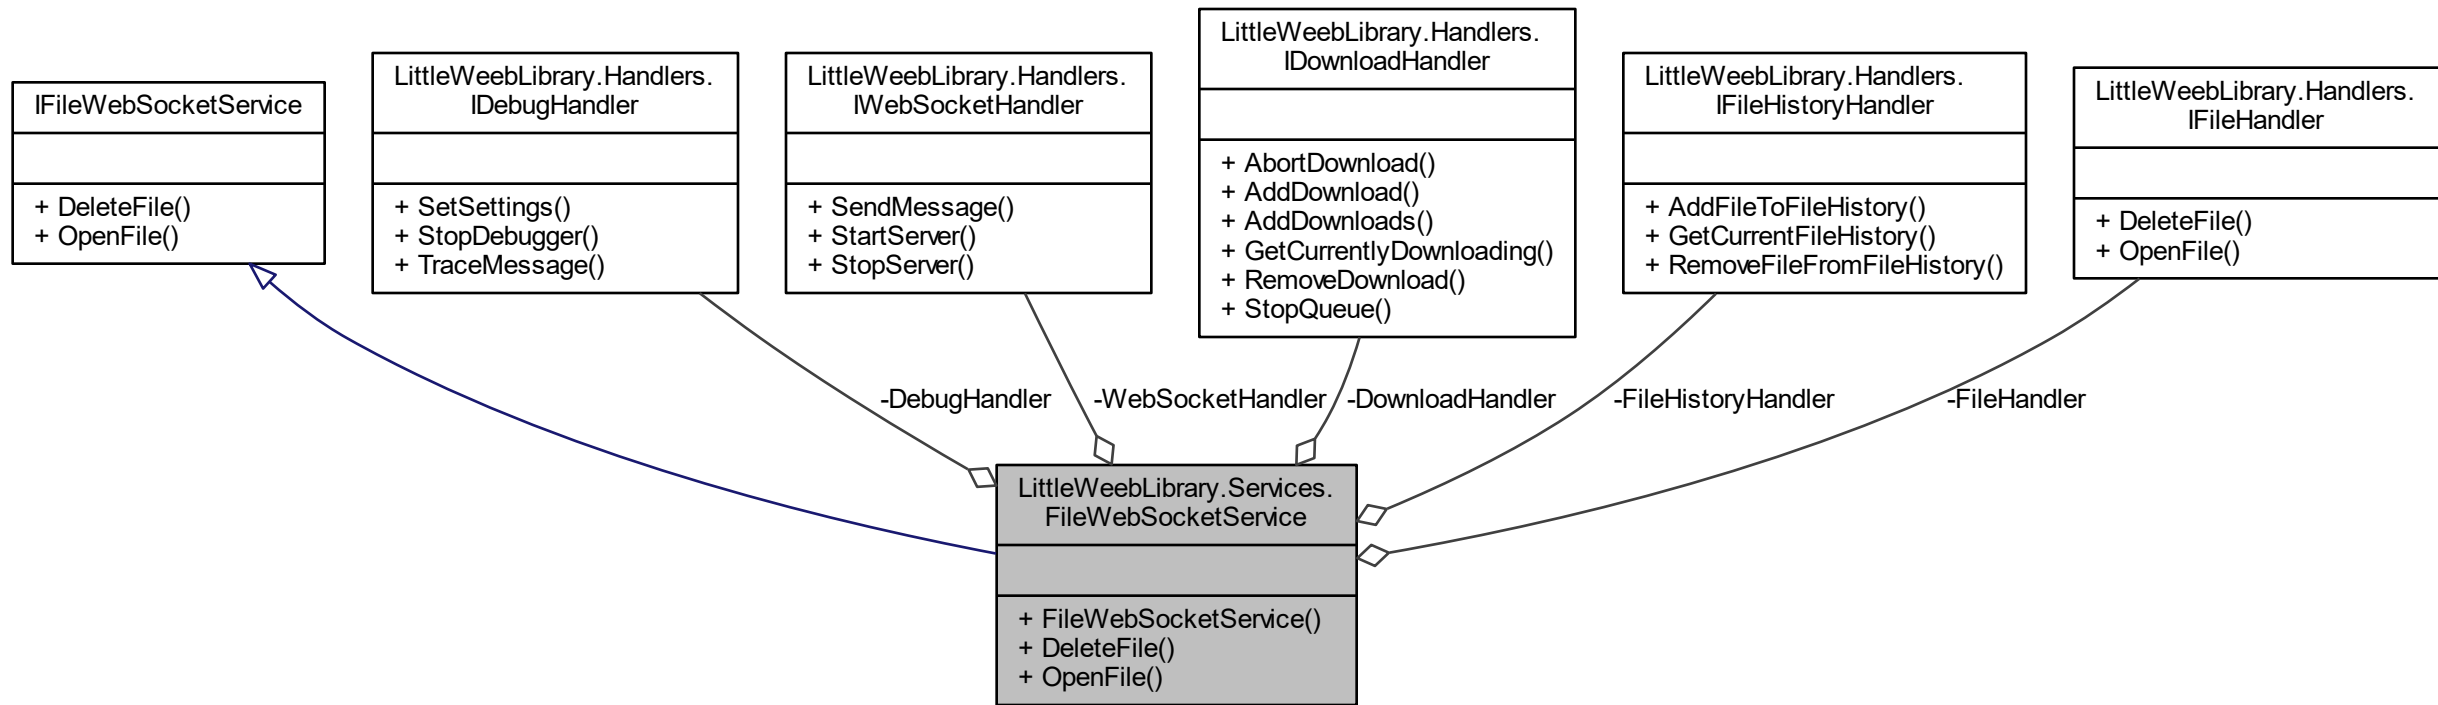 IFileWebSocketService
+ DeleteFile()
+ OpenFile()
LittleWeebLibrary.Handlers.
IDebugHandler
+ SetSettings()
+ StopDebugger()
+ TraceMessage()
LittleWeebLibrary.Handlers.
IWebSocketHandler
+ SendMessage()
+ StartServer()
+ StopServer()
LittleWeebLibrary.Handlers.
IDownloadHandler
+ AbortDownload()
+ AddDownload()
+ AddDownloads()
+ GetCurrentlyDownloading()
+ RemoveDownload()
+ StopQueue()
LittleWeebLibrary.Handlers.
IFileHistoryHandler
+ AddFileToFileHistory()
+ GetCurrentFileHistory()
+ RemoveFileFromFileHistory()
LittleWeebLibrary.Handlers.
IFileHandler
+ DeleteFile()
+ OpenFile()
-DebugHandler
-WebSocketHandler
-DownloadHandler
-FileHistoryHandler
-FileHandler
LittleWeebLibrary.Services.
FileWebSocketService
+ FileWebSocketService()
+ DeleteFile()
+ OpenFile()